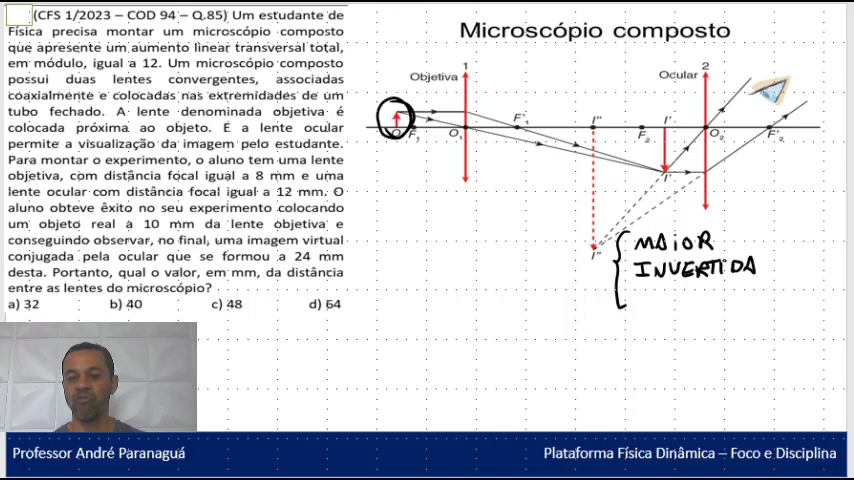 (CFS 1/2023 – COD 94 – Q.85) Um estudante de
Física precisa montar um microscópio composto
que apresente um aumento linear transversal total,
em módulo, igual a 12. Um microscópio composto
possui duas lentes convergentes, associadas
coaxialmente e colocadas nas extremidades de um
tubo fechado. A lente denominada objetiva é
colocada próxima ao objeto. É a lente ocular
permite a visualização da imagem pelo estudante.
Para montar o experimento, o aluno tem uma lente
objetiva, com distância focal igual a 8 mm e uma
lente ocular com distância focal igual a 12 mm. O
aluno obteve êxito no seu experimento colocando
um objeto real a 10 mm da lente objetiva e
conseguindo observar, no final, uma imagem virtual
conjugada pela ocular que se formou a 24 mm
desta. Portanto, qual o valor, em mm, da distância
entre as lentes do microscópio?
a) 32 b) 40 c) 48 d) 64
Microscópio composto
1
2
Objetiva
Ocular
F'1
I''
I'
O
F1
O1
F2
O2
F'2
I'
I''
MAIOR
INVERTIDA
Professor André Paranaguá
Plataforma Física Dinâmica – Foco e Disciplina